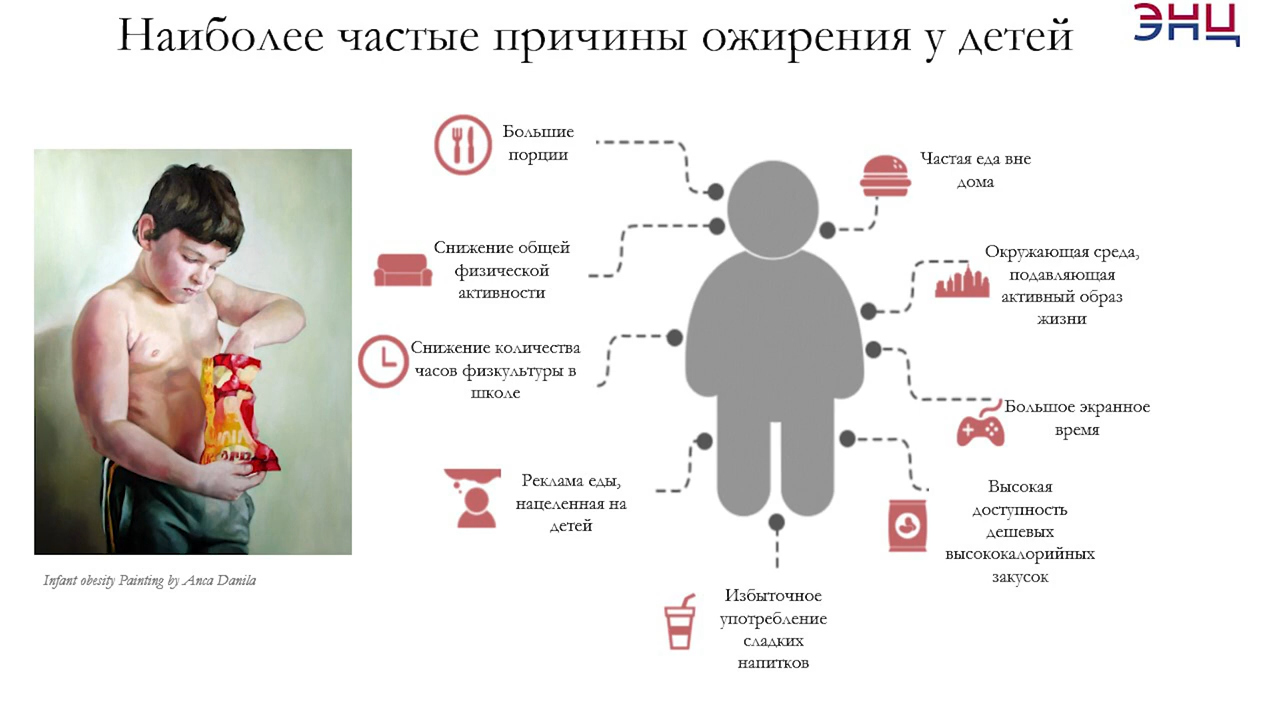 Наиболее частые причины ожирения у детей
ЭНЦ
Большие
порции
Частая еда вне
дома
Снижение общей
физической
активности
Окружающая среда,
подавляющая
активный образ
жизни
Снижение количества
часов физкультуры в
школе
Большое экранное
время
Реклама еды,
нацеленная на
детей
Высокая
доступность
дешевых
высококалорийных
закусок
Infant obesity Painting by Anca Danila
Избыточное
употребление
сладких
напитков